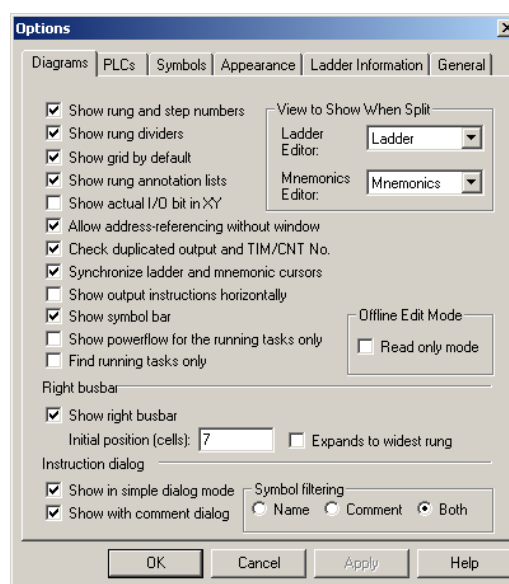 Options
Diagrams PLCs Symbols Appearance Ladder Information General
Show rung and step numbers
Show rung dividers
Show grid by default
Show rung annotation lists
Show actual I/O bit in XY
Allow address-referencing without window
Check duplicated output and TIM/CNT No.
Synchronize ladder and mnemonic cursors
Show output instructions horizontally
Show symbol bar
Show powerflow for the running tasks only
Find running tasks only
View to Show When Split
Ladder
Editor:
Ladder
Mnemonics
Editor:
Mnemonics
Offline Edit Mode
Read only mode
Right busbar
Show right busbar
Initial position (cells): 7
Expands to widest rung
Instruction dialog
Show in simple dialog mode
Show with comment dialog
Symbol filtering
Name Comment Both
OK Cancel Apply Help